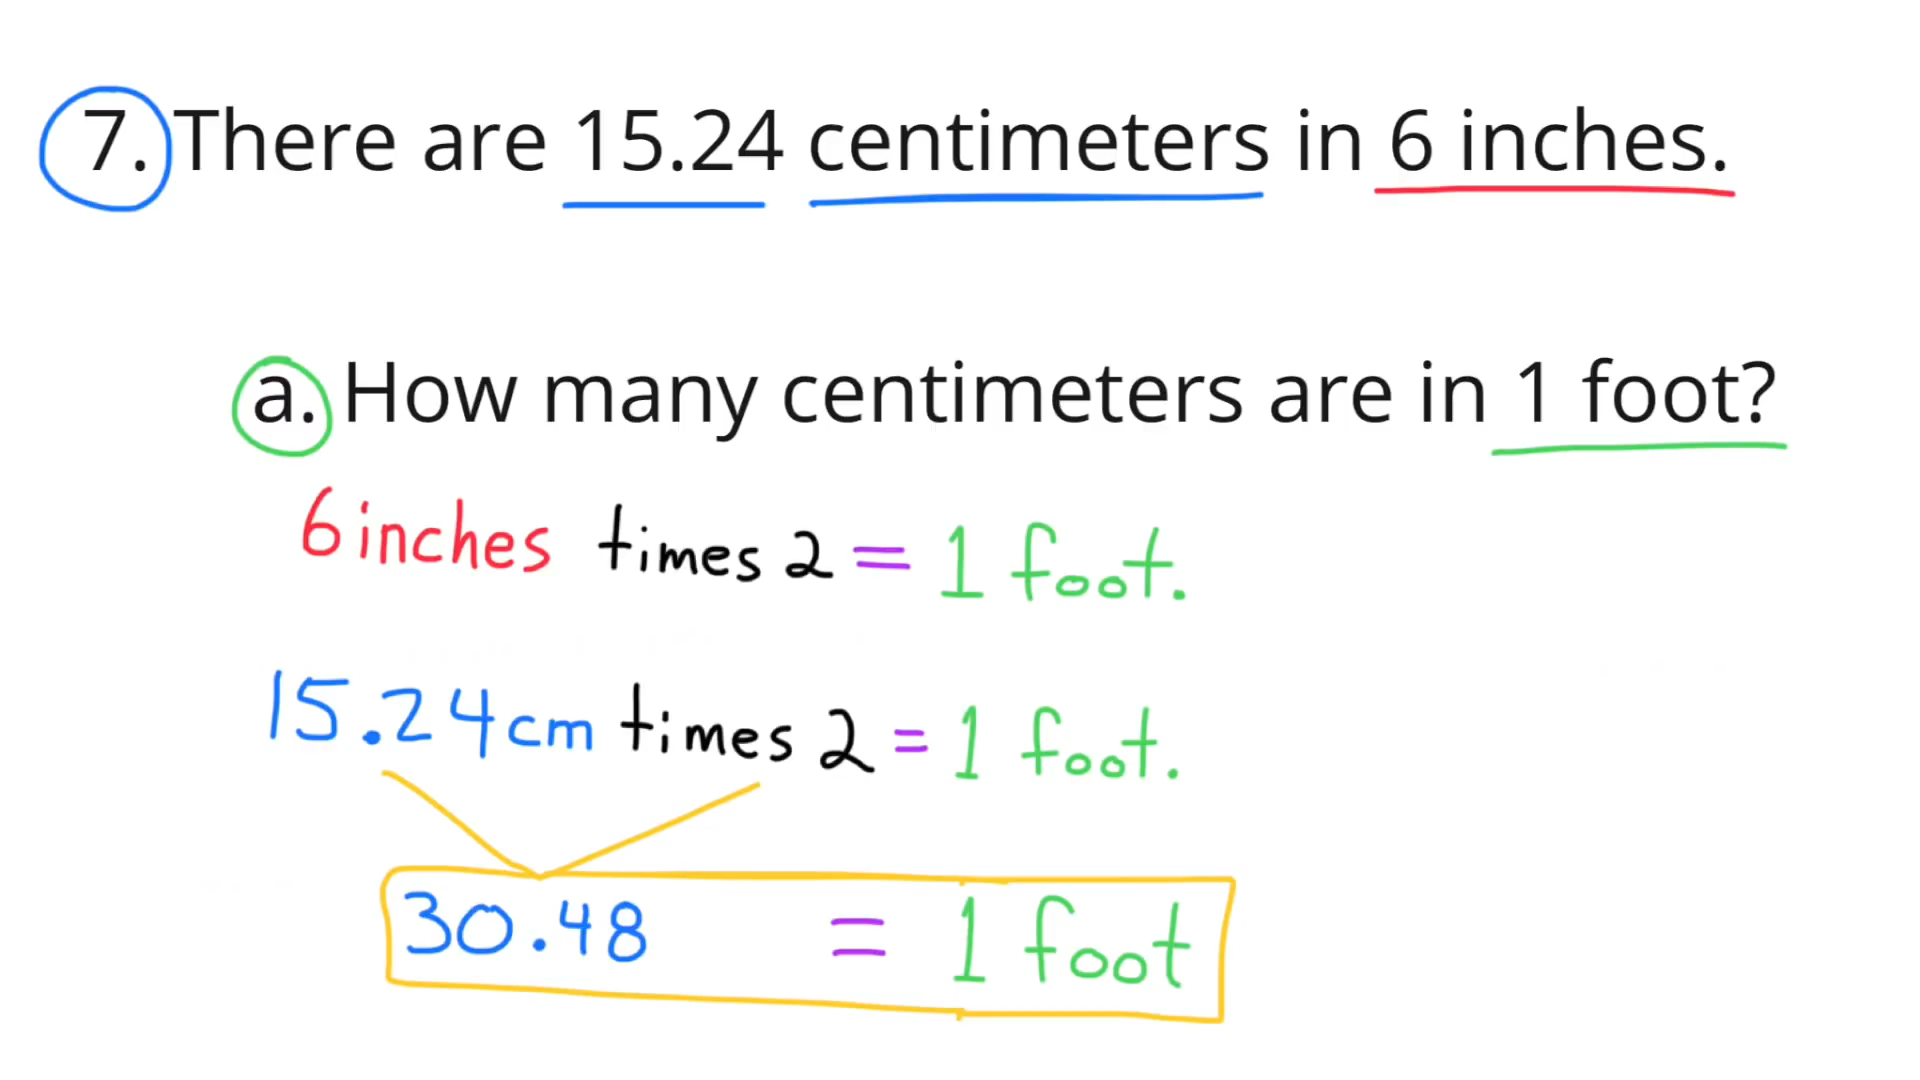 7. There are 15.24 centimeters in 6 inches.
a. How many centimeters are in 1 foot?
6 inches times 2 = 1 foot.
15.24cm times 2 = 1 foot.
30.48 = 1 foot